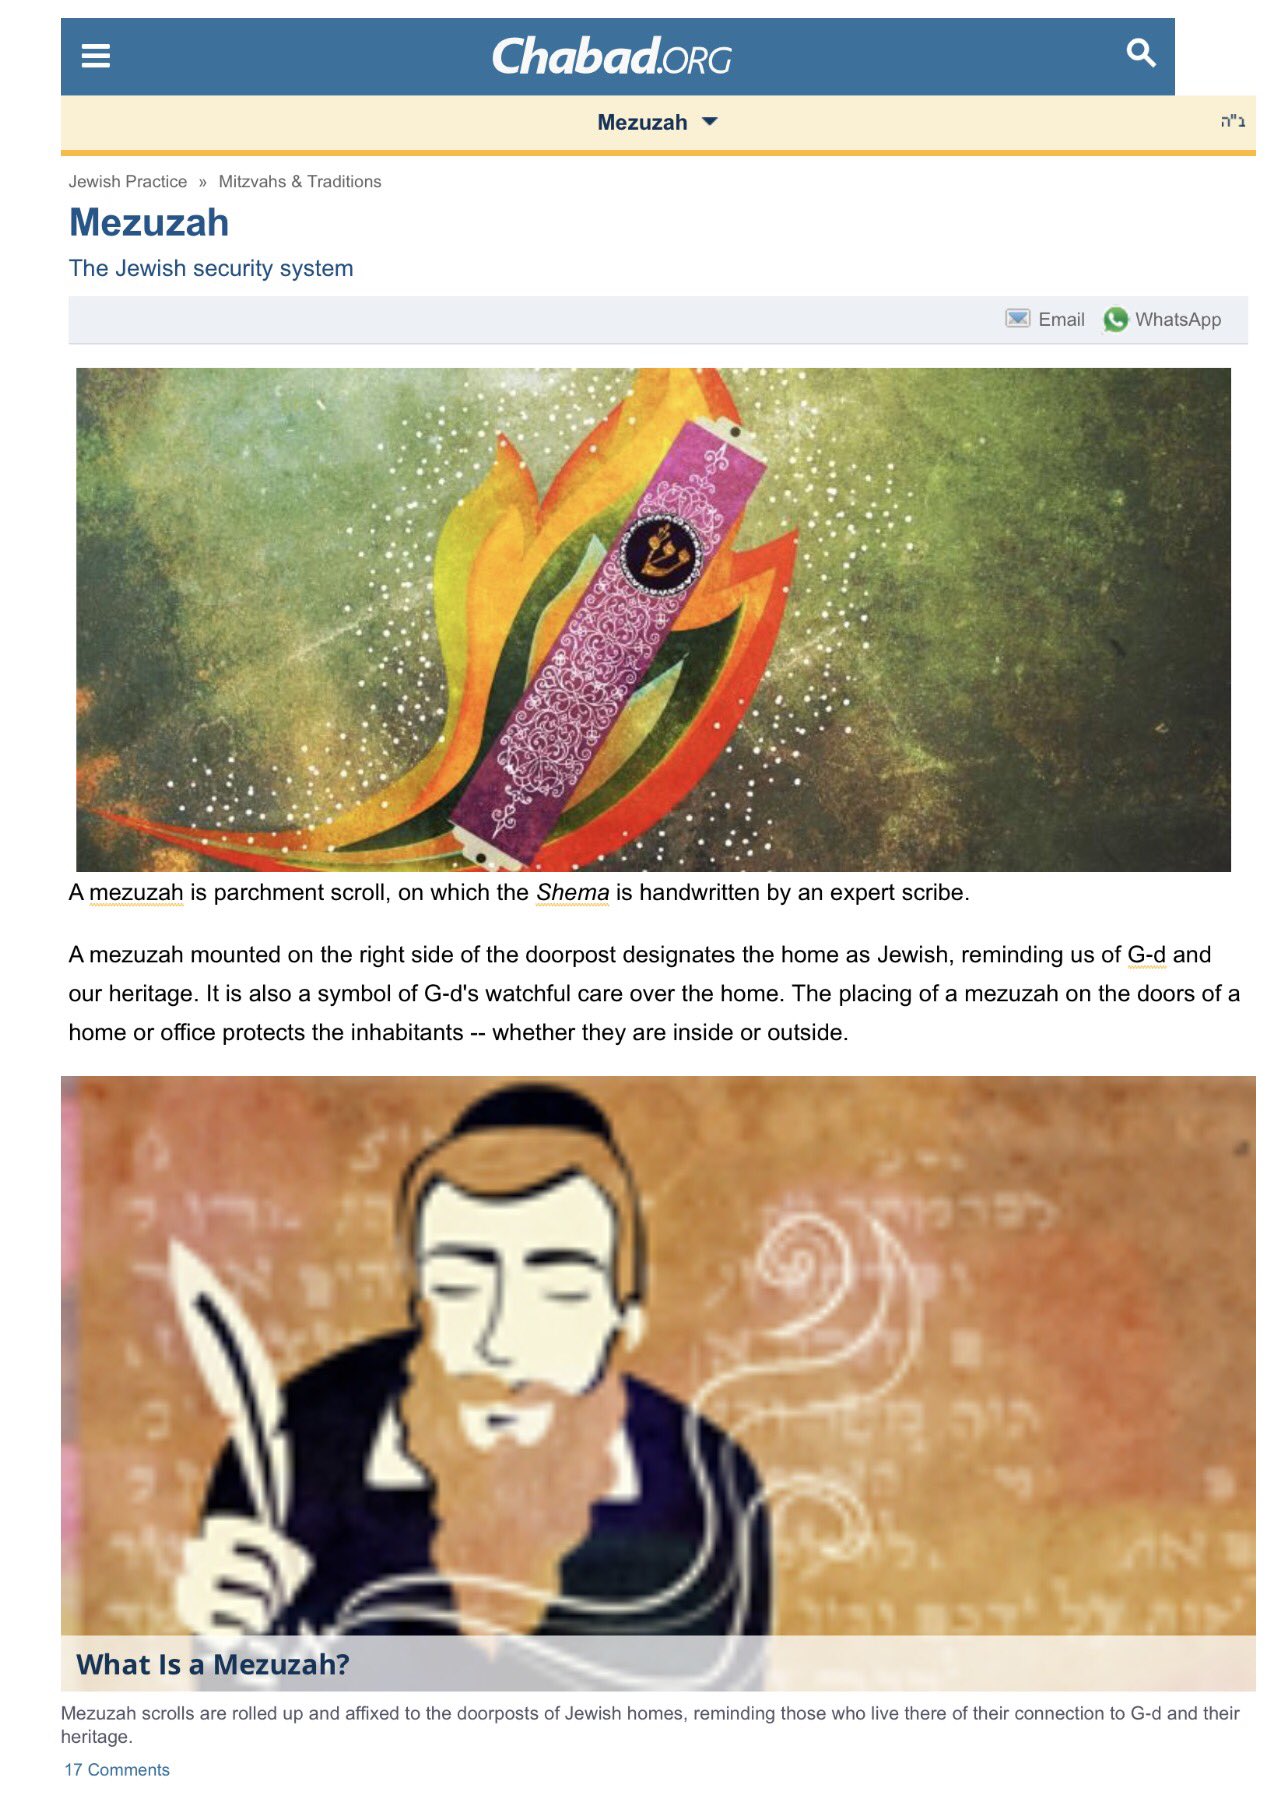 Chabad.ORG
Mezuzah
ב"ה
Jewish Practice » Mitzvahs & Traditions
Mezuzah
The Jewish security system
Email WhatsApp
ש
A mezuzah is parchment scroll, on which the Shema is handwritten by an expert scribe.
A mezuzah mounted on the right side of the doorpost designates the home as Jewish, reminding us of G-d and
our heritage. It is also a symbol of G-d's watchful care over the home. The placing of a mezuzah on the doors of a
home or office protects the inhabitants -- whether they are inside or outside.
What Is a Mezuzah?
Mezuzah scrolls are rolled up and affixed to the doorposts of Jewish homes, reminding those who live there of their connection to G-d and their
heritage.
17 Comments